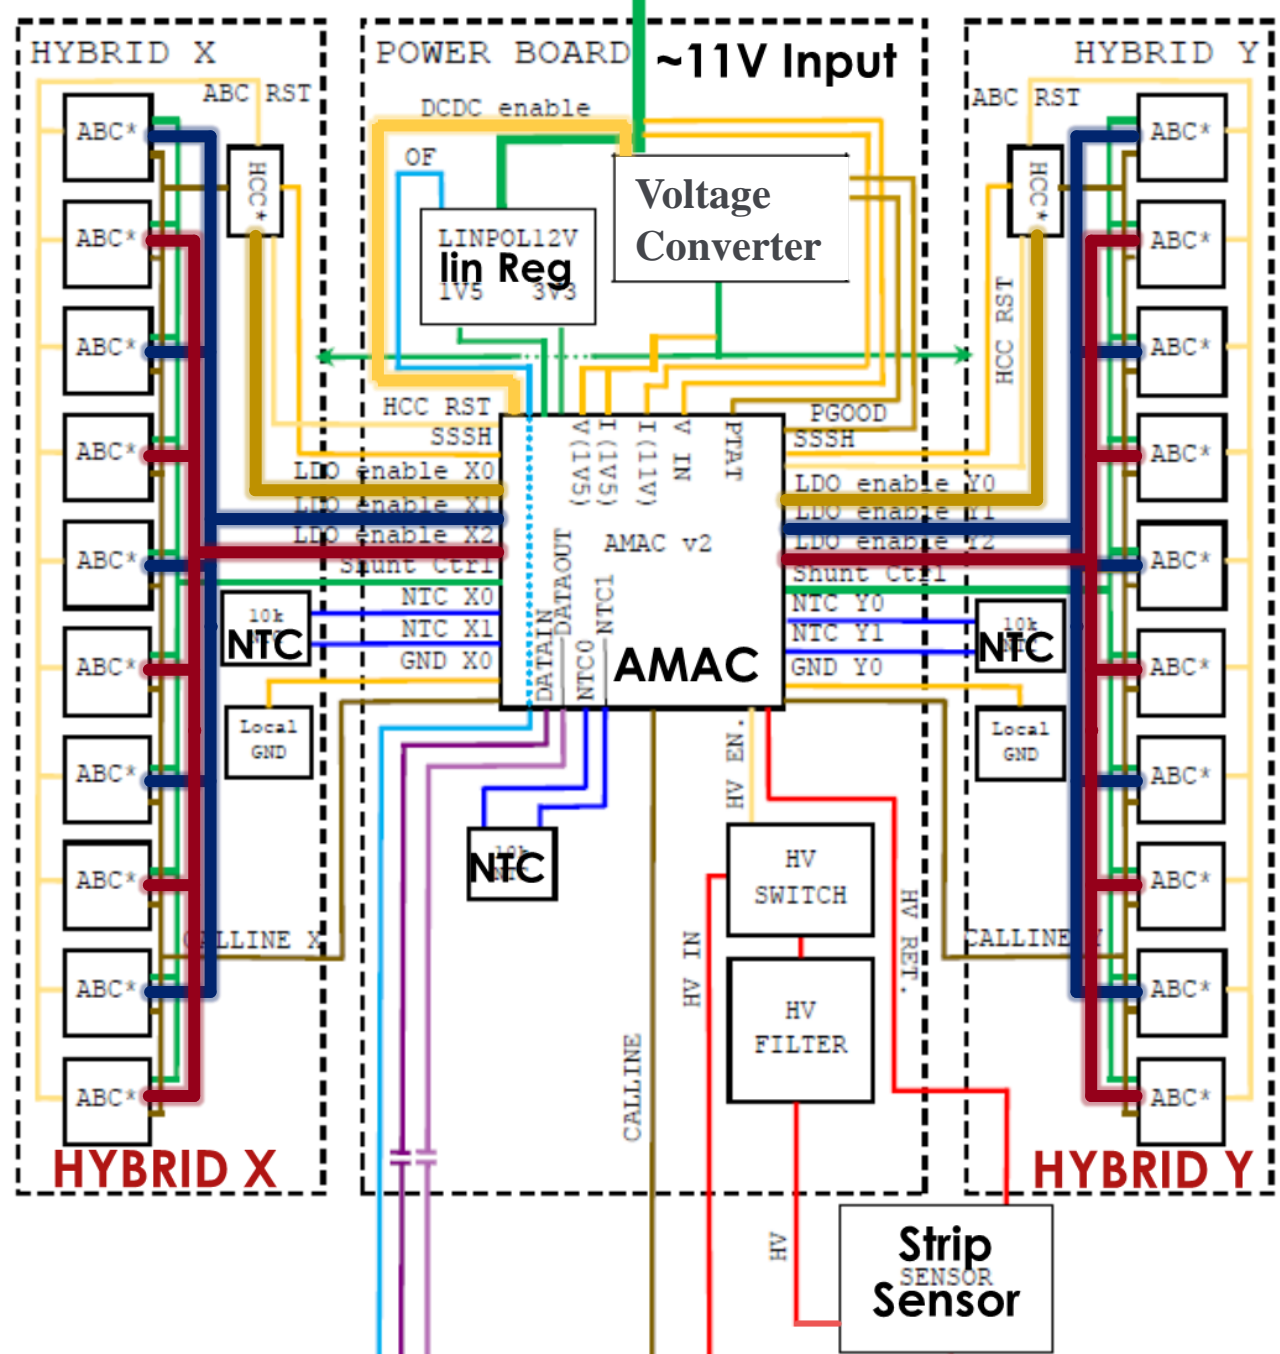 HYBRID X
POWER BOARD
~11V Input
HYBRID Y
ABC RST
DCDC enable
ABC RST
ABC*
ABC*
ABC*
ABC*
ABC*
ABC*
ABC*
ABC*
ABC*
ABC*
HCC*
OF
LINPOL12V
lin Reg
1V5 3V3
Voltage
Converter
HCC*
HCC RST
ABC*
ABC*
ABC*
ABC*
ABC*
ABC*
ABC*
ABC*
ABC*
ABC*
HCC RST
SSSH
LDO enable X0
LDO enable X1
LDO enable X2
Shunt Ctrl
NTC X0
NTC X1
GND X0
V(1V5)
I(1V5)
I(11V)
V IN
PTAT
AMAC v2
DATAIN
DATAOUT
NTC0
NTC1
AMAC
PGOOD
SSSH
LDO enable Y0
LDO enable Y1
LDO enable Y2
Shunt Ctrl
NTC Y0
NTC Y1
GND Y0
10k
NTC
10k
NTC
Local
GND
Local
GND
10k
NTC
HV EN.
HV
SWITCH
HV
FILTER
HV IN
HV RET.
CALLINE X
CALLINE Y
CALLINE
HYBRID X
HYBRID Y
HV
Strip
SENSOR
Sensor